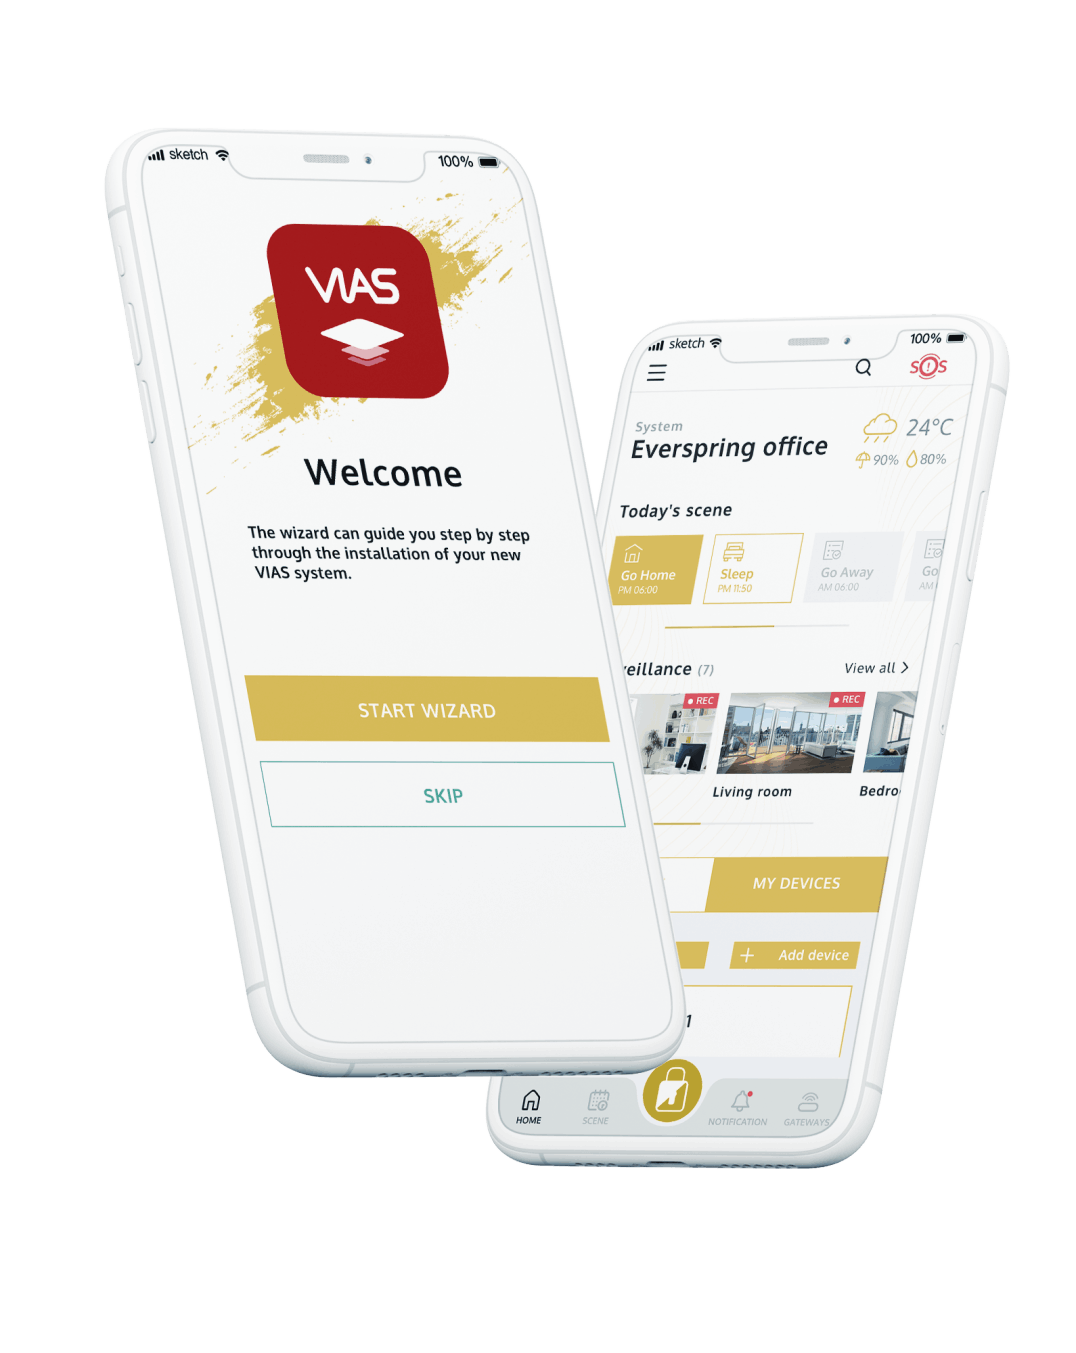 sketch
100%
VIAS
Welcome
The wizard can guide you step by step
through the installation of your new
VIAS system.
START WIZARD
SKIP
sketch
100%
SOS
System
Everspring office
24°C
90% 80%
Today's scene
Go Home
PM 06:00
Sleep
PM 11:50
Go Away
AM 06:00
Go
AM
veillance (7)
View all
REC
REC
Living room
Bedro
MY DEVICES
+ Add device
1
HOME
SCENE
NOTIFICATION
GATEWAYS